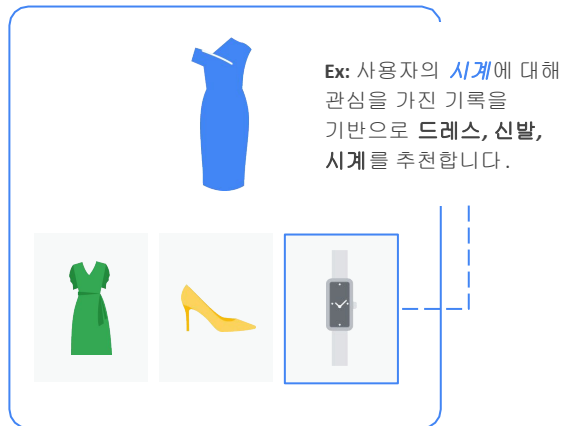 Ex: 사용자의 시계에 대해
관심을 가진 기록을
기반으로 드레스, 신발,
시계를 추천합니다.